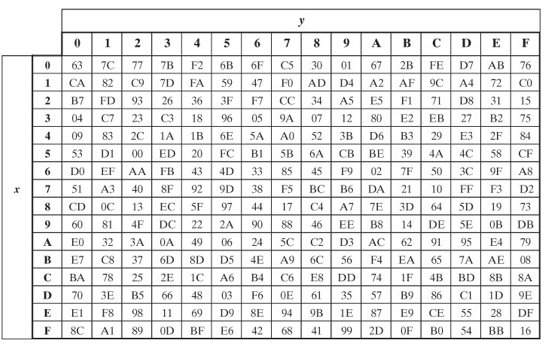 y
0 1 2 3 4 5 6 7 8 9 A B C D E F
0 63 7C 77 7B F2 6B 6F C5 30 01 67 2B FE D7 AB 76
1 CA 82 C9 7D FA 59 47 F0 AD D4 A2 AF 9C A4 72 C0
2 B7 FD 93 26 36 3F F7 CC 34 A5 E5 F1 71 D8 31 15
3 04 C7 23 C3 18 96 05 9A 07 12 80 E2 EB 27 B2 75
4 09 83 2C 1A 1B 6E 5A A0 52 3B D6 B3 29 E3 2F 84
5 53 D1 00 ED 20 FC B1 5B 6A CB BE 39 4A 4C 58 CF
6 D0 EF AA FB 43 4D 33 85 45 F9 02 7F 50 3C 9F A8
x 7 51 A3 40 8F 92 9D 38 F5 BC B6 DA 21 10 FF F3 D2
8 CD 0C 13 EC 5F 97 44 17 C4 A7 7E 3D 64 5D 19 73
9 60 81 4F DC 22 2A 90 88 46 EE B8 14 DE 5E 0B DB
A E0 32 3A 0A 49 06 24 5C C2 D3 AC 62 91 95 E4 79
B E7 C8 37 6D 8D D5 4E A9 6C 56 F4 EA 65 7A AE 08
C BA 78 25 2E 1C A6 B4 C6 E8 DD 74 1F 4B BD 8B 8A
D 70 3E B5 66 48 03 F6 0E 61 35 57 B9 86 C1 1D 9E
E E1 F8 98 11 69 D9 8E 94 9B 1E 87 E9 CE 55 28 DF
F 8C A1 89 0D BF E6 42 68 41 99 2D 0F B0 54 BB 16